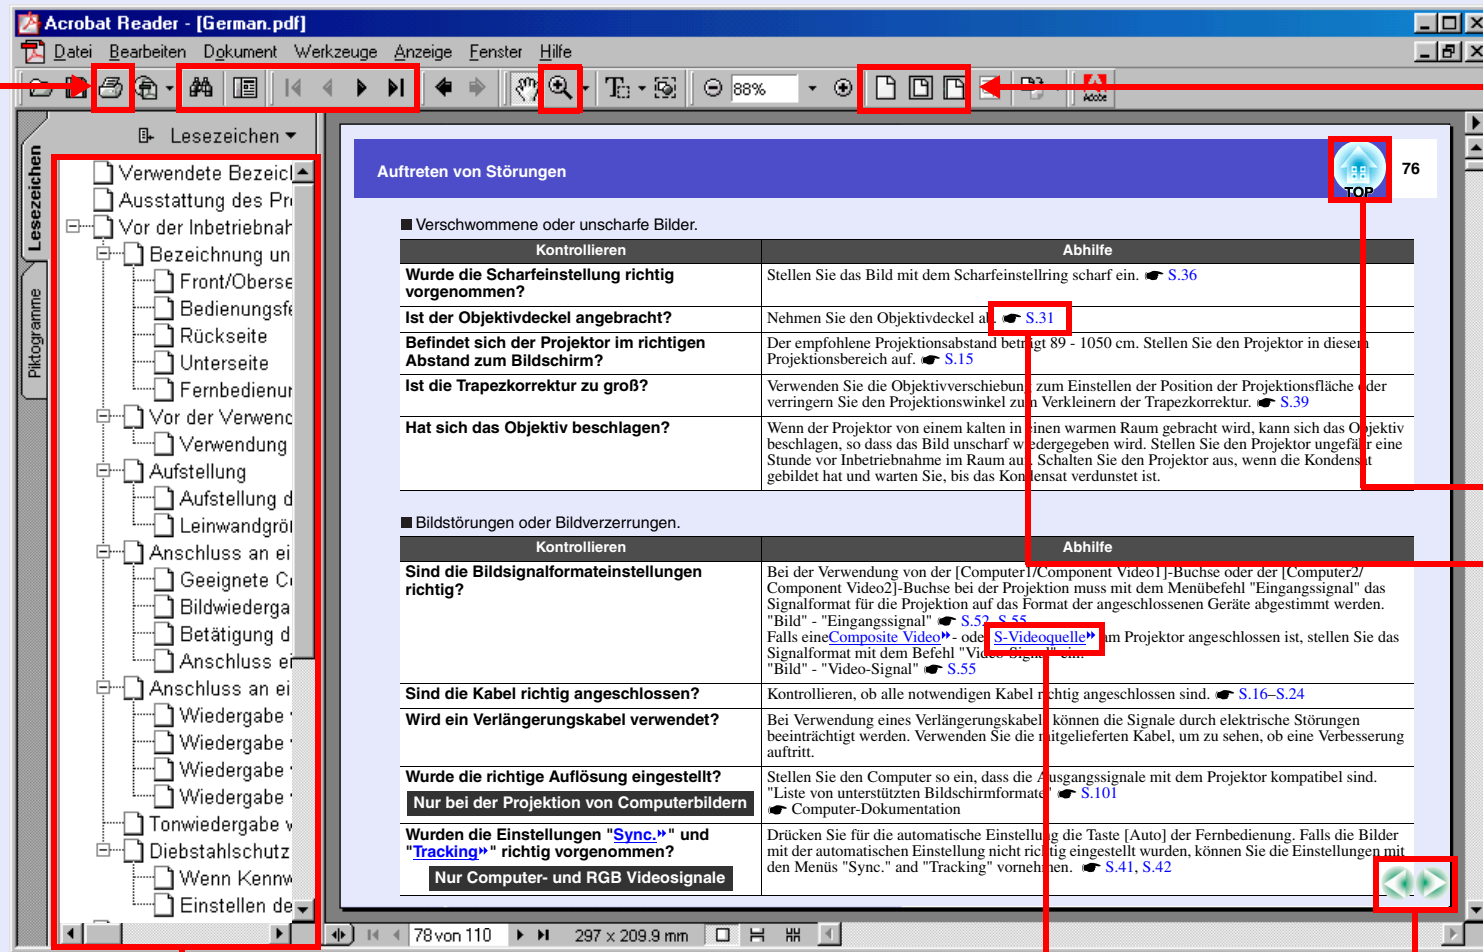 Acrobat Reader - [German.pdf]
Datei Bearbeiten Dokument Werkzeuge Anzeige Fenster Hilfe
88%
Adobe
Lesezeichen
Piktogramme
Lesezeichen
Verwendete Bezeicl
Ausstattung des Pr
Vor der Inbetriebnah
Bezeichnung un
Front/Oberse
Bedienungsfe
Rückseite
Unterseite
Fernbedienur
Vor der Verwend
Verwendung
Aufstellung
Aufstellung d
Leinwandgröl
Anschluss an ei
Geeignete C
Bildwiederga
Betätigung d
Anschluss ei
Anschluss an ei
Wiedergabe
Wiedergabe
Wiedergabe
Wiedergabe
Tonwiedergabe v
Diebstahlschutz
Wenn Kennw
Einstellen de
Auftreten von Störungen
TOP
76
■ Verschwommene oder unscharfe Bilder.
Kontrollieren Abhilfe
Wurde die Scharfeinstellung richtig
vorgenommen?
Stellen Sie das Bild mit dem Scharfeinstellring scharf ein. ☛ S.36
Ist der Objektivdeckel angebracht?
Nehmen Sie den Objektivdeckel ab. ☛ S.31
Befindet sich der Projektor im richtigen
Abstand zum Bildschirm?
Der empfohlene Projektionsabstand beträgt 89 - 1050 cm. Stellen Sie den Projektor in diesem
Projektionsbereich auf. ☛ S.15
Ist die Trapezkorrektur zu groß?
Verwenden Sie die Objektivverschiebung zum Einstellen der Position der Projektionsfläche oder
verringern Sie den Projektionswinkel zum Verkleinern der Trapezkorrektur. ☛ S.39
Hat sich das Objektiv beschlagen?
Wenn der Projektor von einem kalten in einen warmen Raum gebracht wird, kann sich das Objektiv
beschlagen, so dass das Bild unscharf wiedergegeben wird. Stellen Sie den Projektor ungefähr eine
Stunde vor Inbetriebnahme im Raum auf. Schalten Sie den Projektor aus, wenn die Kondensat
gebildet hat und warten Sie, bis das Kondensat verdunstet ist.
■ Bildstörungen oder Bildverzerrungen.
Kontrollieren Abhilfe
Sind die Bildsignalformateinstellungen
richtig?
Bei der Verwendung von der [Computer1/Component Video1]-Buchse oder der [Computer2/
Component Video2]-Buchse bei der Projektion muss mit dem Menübefehl "Eingangssignal" das
Signalformat für die Projektion auf das Format der angeschlossenen Geräte abgestimmt werden.
"Bild" - "Eingangssignal" ☛ S.52, S.55
Falls eineComposite Video▸▸- oder S-Videoquelle▸▸ am Projektor angeschlossen ist, stellen Sie das
Signalformat mit dem Befehl "Video-Signal" ein.
"Bild" - "Video-Signal" ☛ S.55
Sind die Kabel richtig angeschlossen?
Kontrollieren, ob alle notwendigen Kabel richtig angeschlossen sind. ☛ S.16–S.24
Wird ein Verlängerungskabel verwendet?
Bei Verwendung eines Verlängerungskabels können die Signale durch elektrische Störungen
beeinträchtigt werden. Verwenden Sie die mitgelieferten Kabel, um zu sehen, ob eine Verbesserung
auftritt.
Wurde die richtige Auflösung eingestellt?
Nur bei der Projektion von Computerbildern
Stellen Sie den Computer so ein, dass die Ausgangssignale mit dem Projektor kompatibel sind.
"Liste von unterstützten Bildschirmformate" ☛ S.101
☛ Computer-Dokumentation
Wurden die Einstellungen "Sync.▸▸" und
"Tracking▸▸" richtig vorgenommen?
Nur Computer- und RGB Videosignale
Drücken Sie für die automatische Einstellung die Taste [Auto] der Fernbedienung. Falls die Bilder
mit der automatischen Einstellung nicht richtig eingestellt wurden, können Sie die Einstellungen mit
den Menüs "Sync." and "Tracking" vornehmen. ☛ S.41, S.42
78 von 110 297 x 209.9 mm